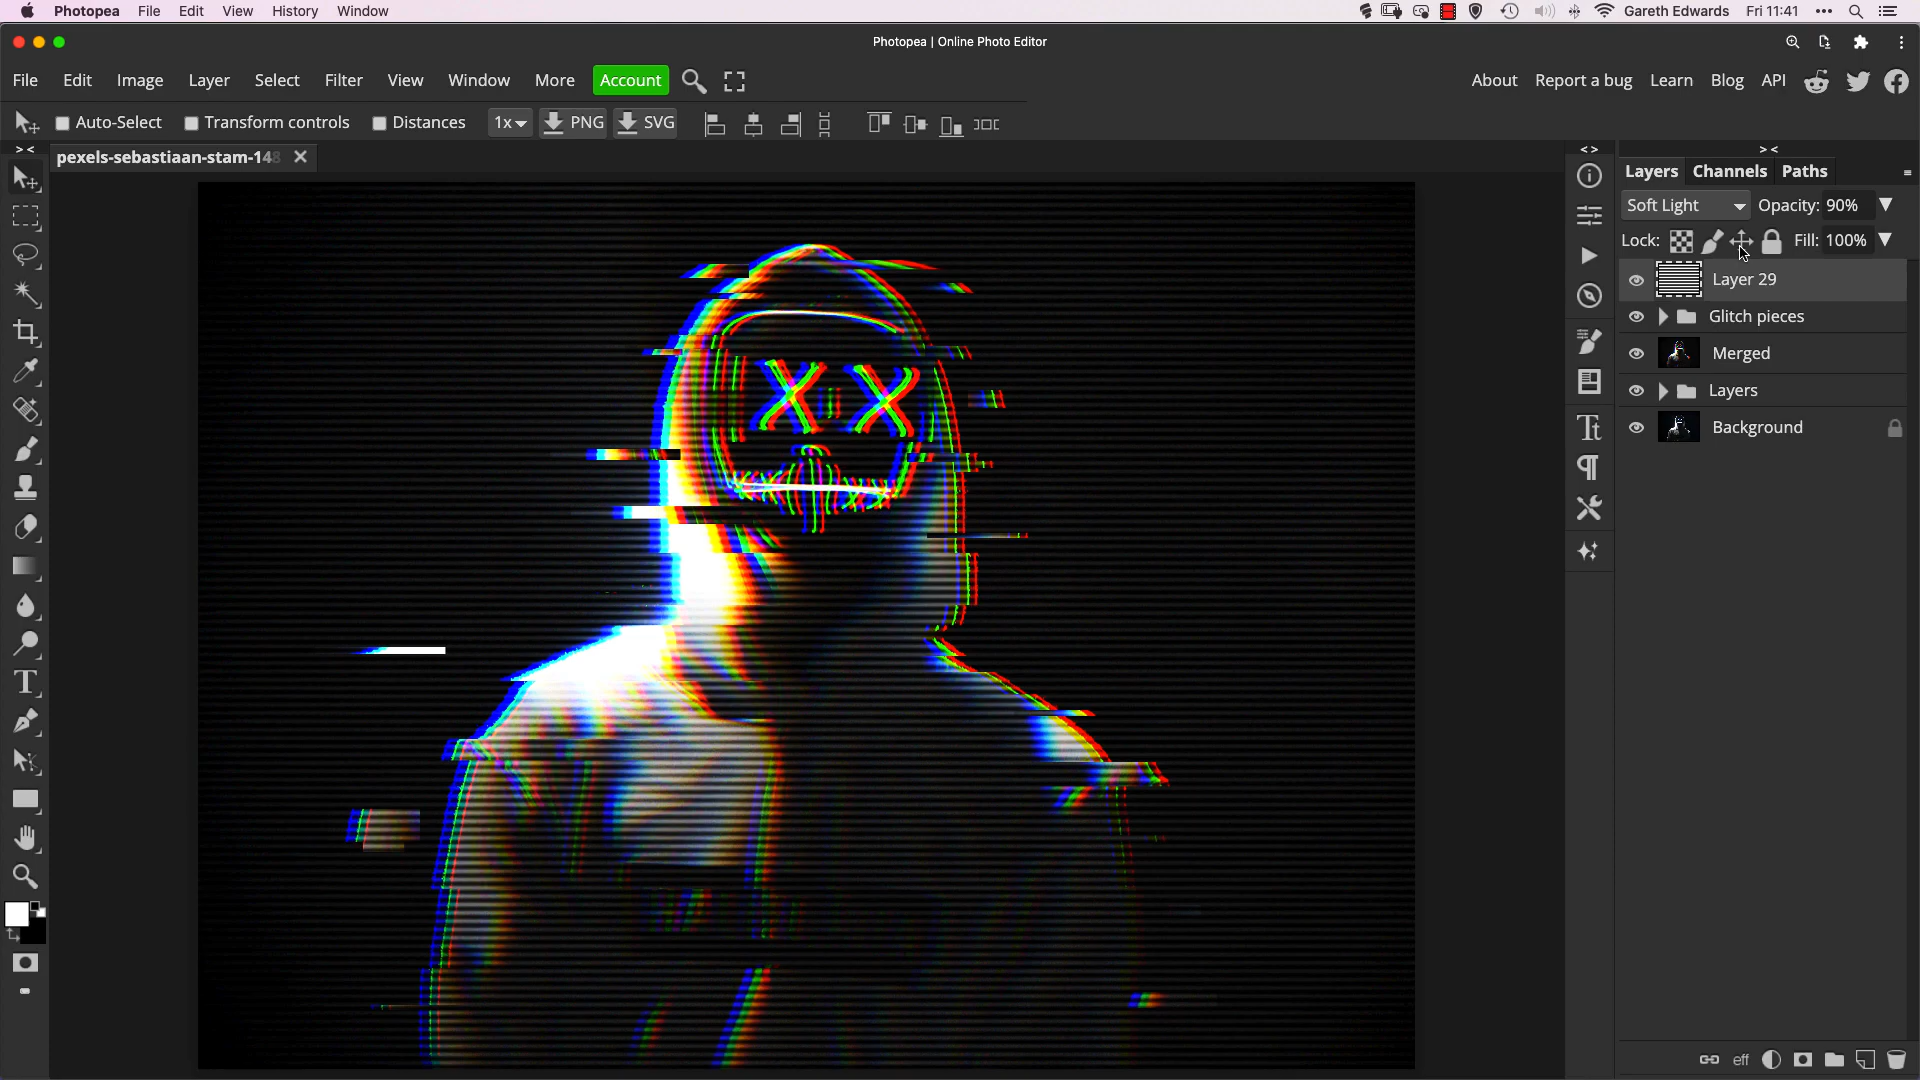 Photopea File Edit View History Window Gareth Edwards Fri 11:41
Photopea | Online Photo Editor
File Edit Image Layer Select Filter View Window More Account About Report a bug Learn Blog API
Auto-Select Transform controls Distances 1x PNG SVG
pexels-sebastiaan-stam-148
Layers Channels Paths
Soft Light Opacity: 90%
Lock: Fill: 100%
Layer 29
Glitch pieces
Merged
Layers
Background
eff